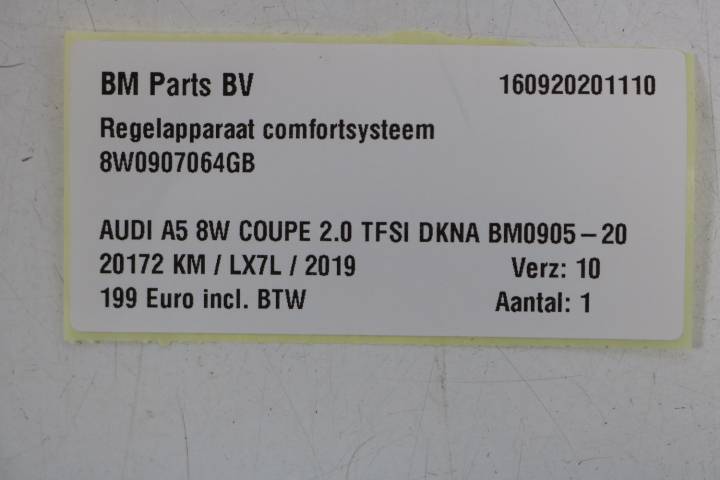 BM Parts BV 160920201110
Regelapparaat comfortsysteem
8W0907064GB
AUDI A5 8W COUPE 2.0 TFSI DKNA BM0905-20
20172 KM / LX7L / 2019 Verz: 10
199 Euro incl. BTW Aantal: 1